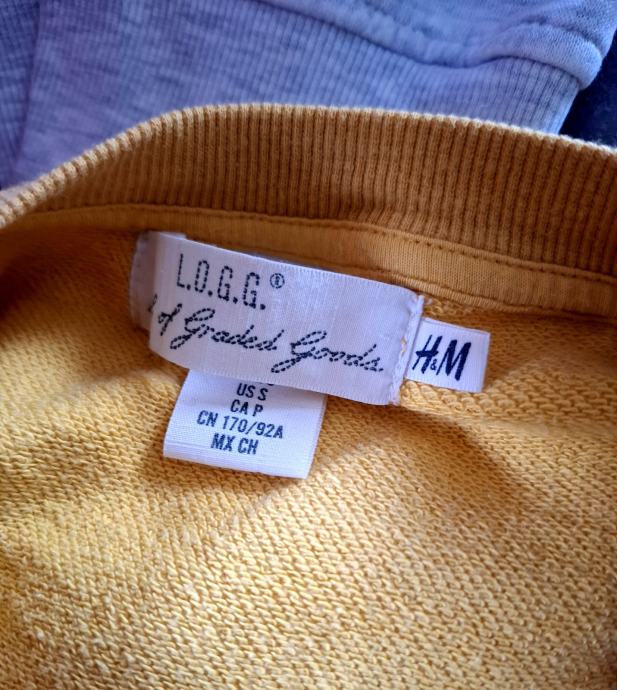 L.O.G.G.®
of Graded Goods
H&M
US S
CA P
CN 170/92A
MX CH